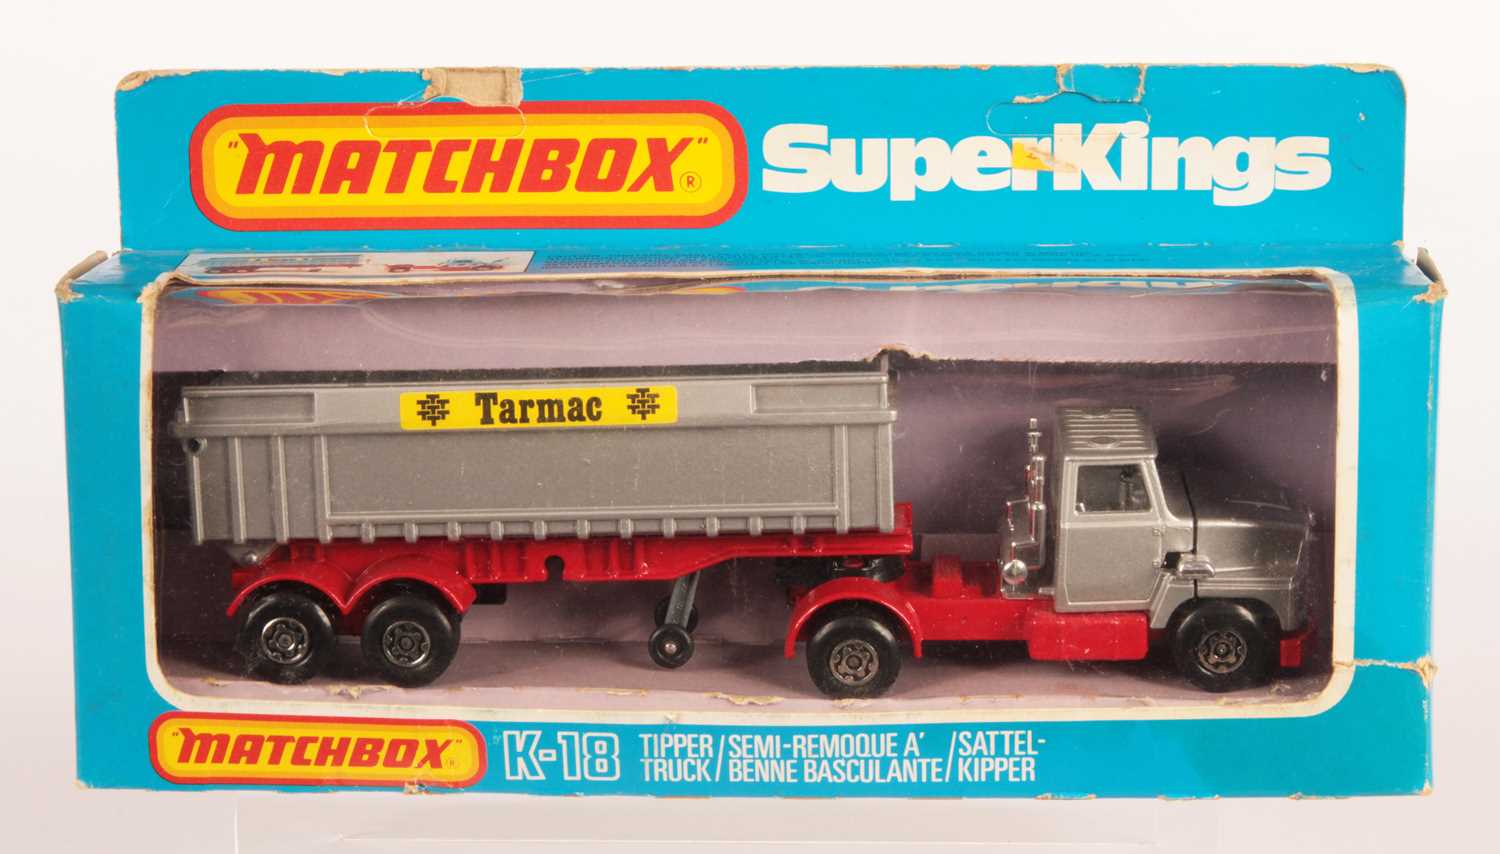 "MATCHBOX"®
SuperKings
Tarmac
"MATCHBOX"®
K-18
TIPPER / SEMI-REMOQUE A' / SATTEL-
TRUCK / BENNE BASCULANTE / KIPPER